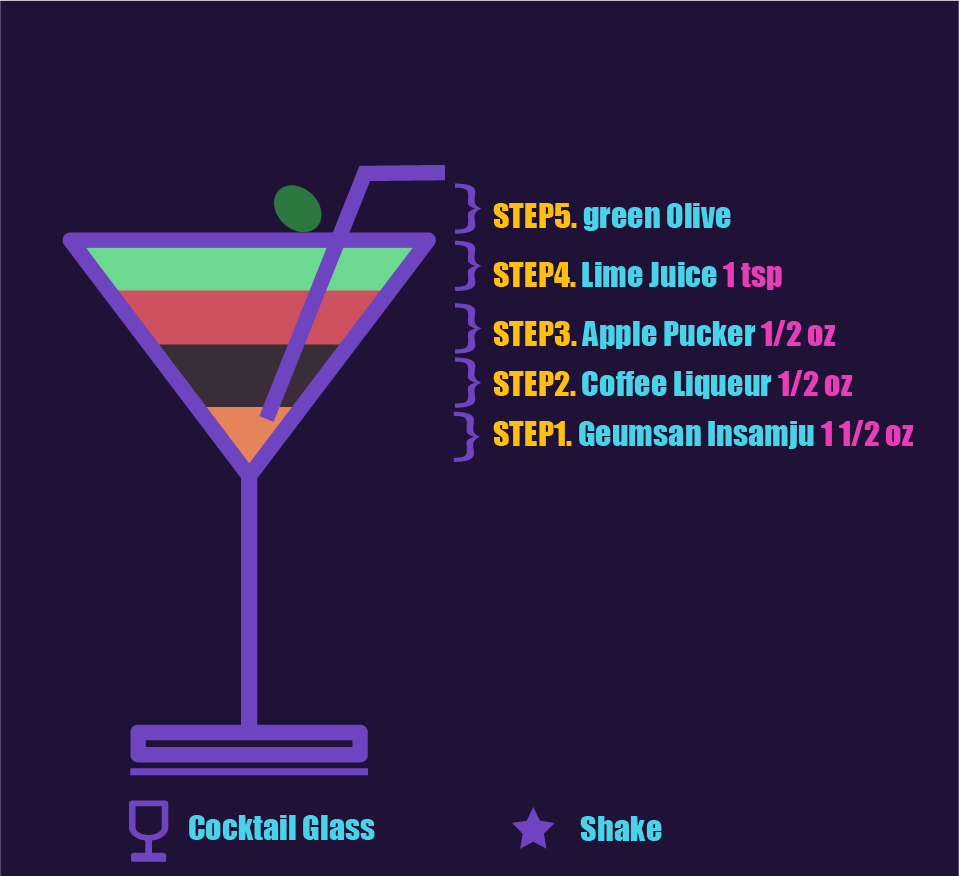 STEP5. green Olive
STEP4. Lime Juice 1 tsp
STEP3. Apple Pucker 1/2 oz
STEP2. Coffee Liqueur 1/2 oz
STEP1. Geumsan Insamju 1 1/2 oz
Cocktail Glass
Shake